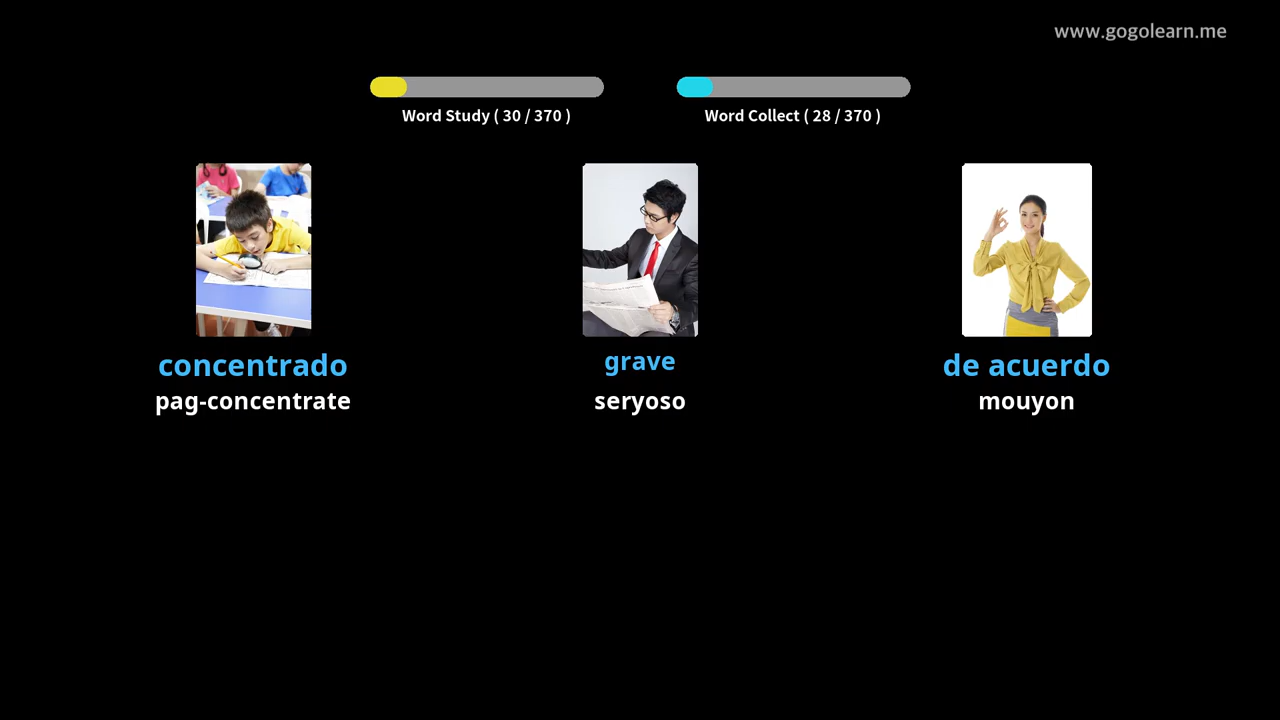 www.gogolearn.me
Word Study ( 30 / 370 )
Word Collect ( 28 / 370 )
concentrado
pag-concentrate
grave
seryoso
de acuerdo
mouyon